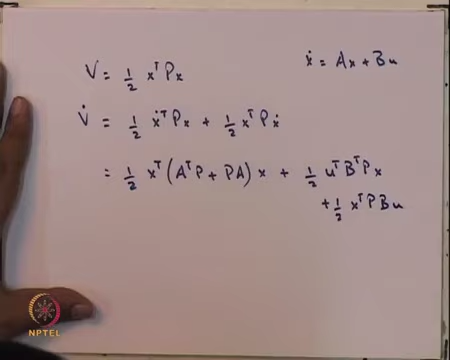 V = 1/2 xᵀPx
ẋ = Ax + Bu
V̇ = 1/2 ẋᵀPx + 1/2 xᵀPẋ
= 1/2 xᵀ(AᵀP + PA)x + 1/2 uᵀBᵀPx
+ 1/2 xᵀPBu
NPTEL